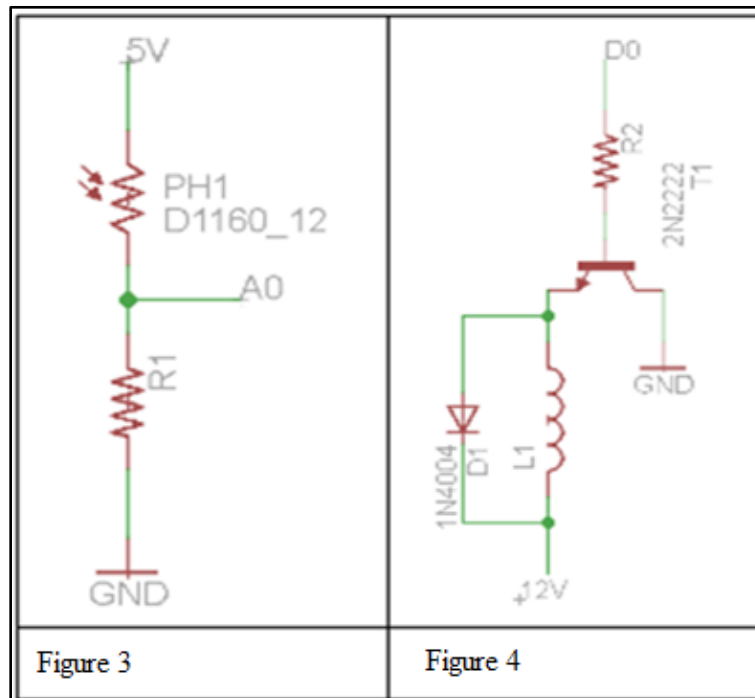 5V
PH1
D1160_12
A0
R1
GND
Figure 3
D0
R2
2N2222
T1
GND
1N4004
D1
L1
+12V
Figure 4